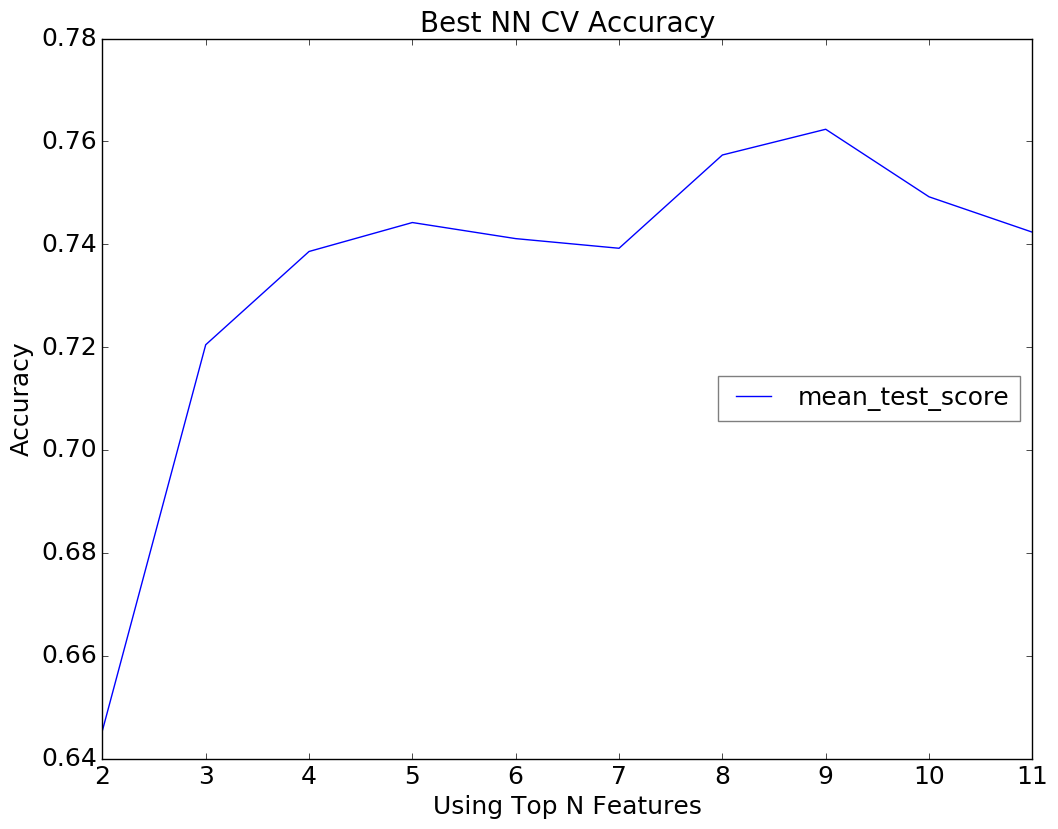 Best NN CV Accuracy
0.78
0.76
0.74
0.72
0.70
0.68
0.66
0.64
Accuracy
mean_test_score
2 3 4 5 6 7 8 9 10 11
Using Top N Features